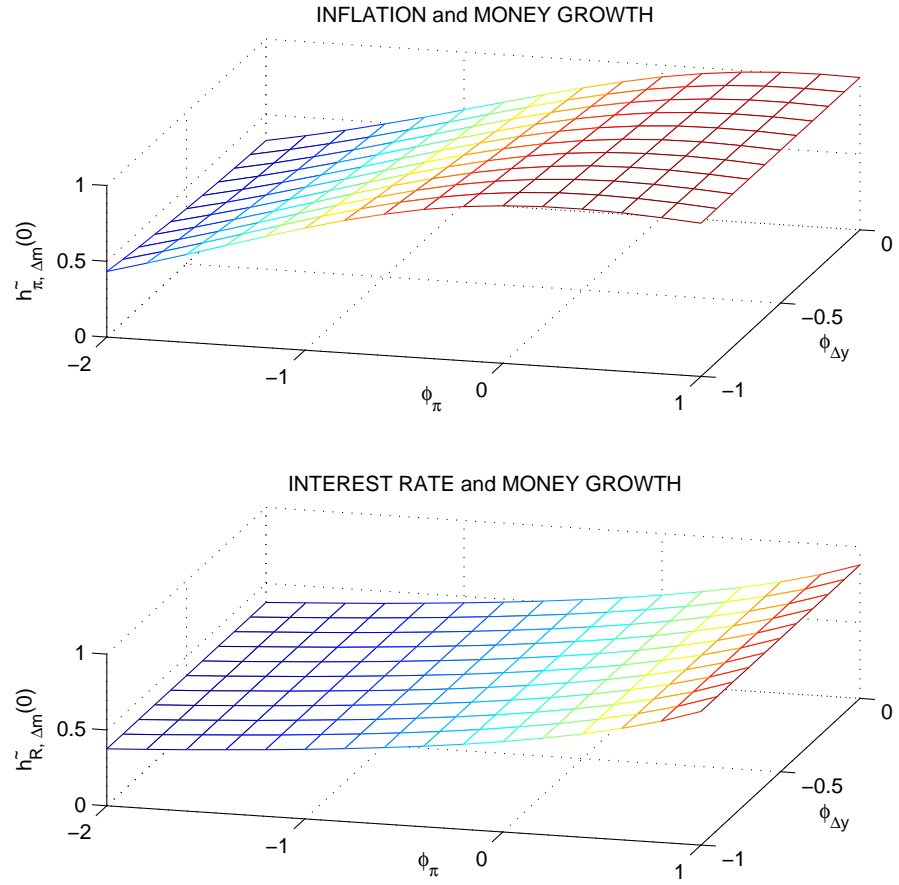 INFLATION and MONEY GROWTH
1
0.5
0
h~π, Δm(0)
−2
−1
0
1
ϕπ
−1
−0.5
0
ϕΔy
INTEREST RATE and MONEY GROWTH
1
0.5
0
h~R, Δm(0)
−2
−1
0
1
ϕπ
−1
−0.5
0
ϕΔy